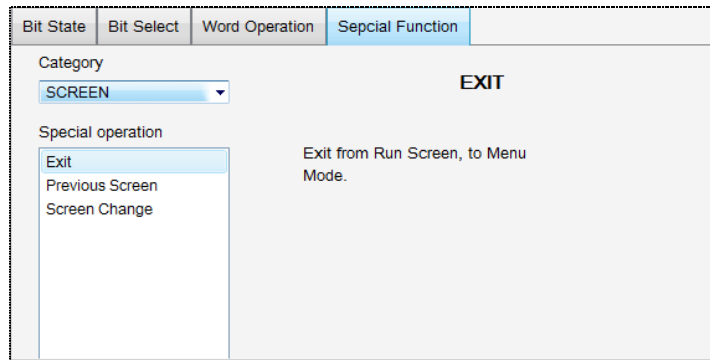 Bit State Bit Select Word Operation Sepcial Function
Category
SCREEN
EXIT
Special operation
Exit
Previous Screen
Screen Change
Exit from Run Screen, to Menu
Mode.